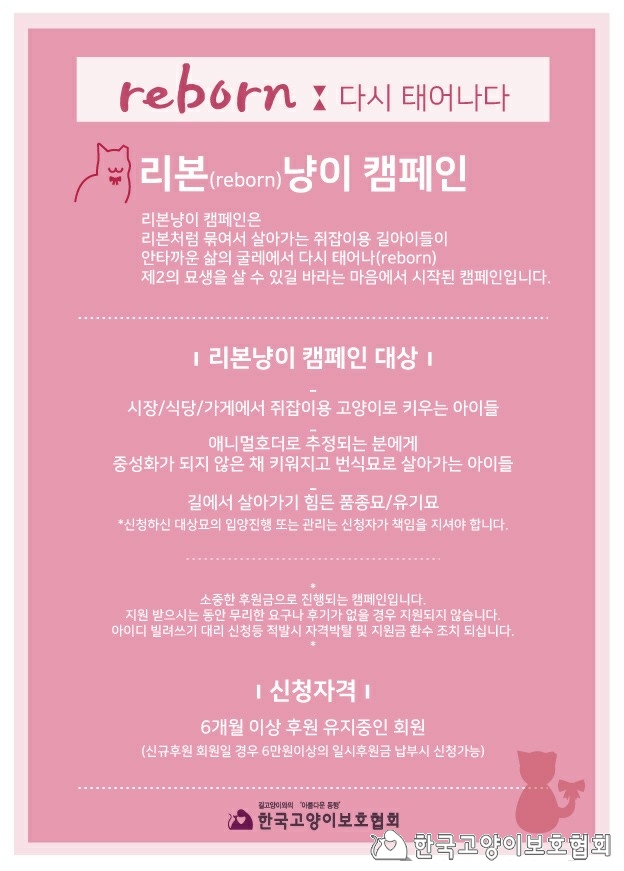 reborn : 다시 태어나다
리본(reborn)냥이 캠페인
리본냥이 캠페인은
리본처럼 묶여서 살아가는 쥐잡이용 길아이들이
안타까운 삶의 굴레에서 다시 태어나(reborn)
제2의 묘생을 살 수 있길 바라는 마음에서 시작된 캠페인입니다.
ı 리본냥이 캠페인 대상 ı
–
시장/식당/가게에서 쥐잡이용 고양이로 키우는 아이들
–
애니멀호더로 추정되는 분에게
중성화가 되지 않은 채 키워지고 번식묘로 살아가는 아이들
–
길에서 살아가기 힘든 품종묘/유기묘
*신청하신 대상묘의 입양진행 또는 관리는 신청자가 책임을 지셔야 합니다.
*
소중한 후원금으로 진행되는 캠페인입니다.
지원 받으시는 동안 무리한 요구나 후기가 없을 경우 지원되지 않습니다.
아이디 빌려쓰기 대리 신청등 적발시 자격박탈 및 지원금 환수 조치 되십니다.
*
ı 신청자격 ı
6개월 이상 후원 유지중인 회원
(신규후원 회원일 경우 6만원이상의 일시후원금 납부시 신청가능)
길고양이와의 '아름다운 동행'
한국고양이보호협회
한국고양이보호협회